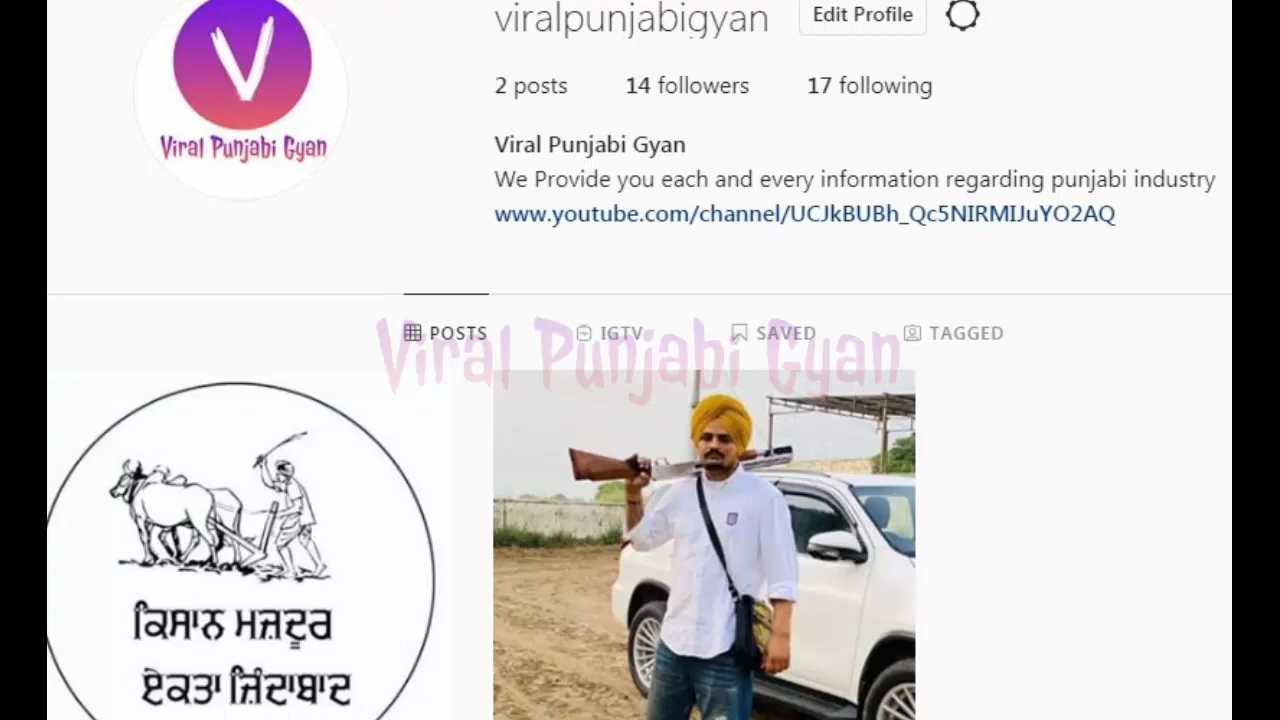 V
Viral Punjabi Gyan
viralpunjabigyan
Edit Profile
2 posts 14 followers 17 following
Viral Punjabi Gyan
We Provide you each and every information regarding punjabi industry
www.youtube.com/channel/UCJkBUBh_Qc5NIRMIJuYO2AQ
POSTS IGTV SAVED TAGGED
Viral Punjabi Gyan
ਕਿਸਾਨ ਮਜ਼ਦੂਰ
ਏਕਤਾ ਜ਼ਿੰਦਾਬਾਦ